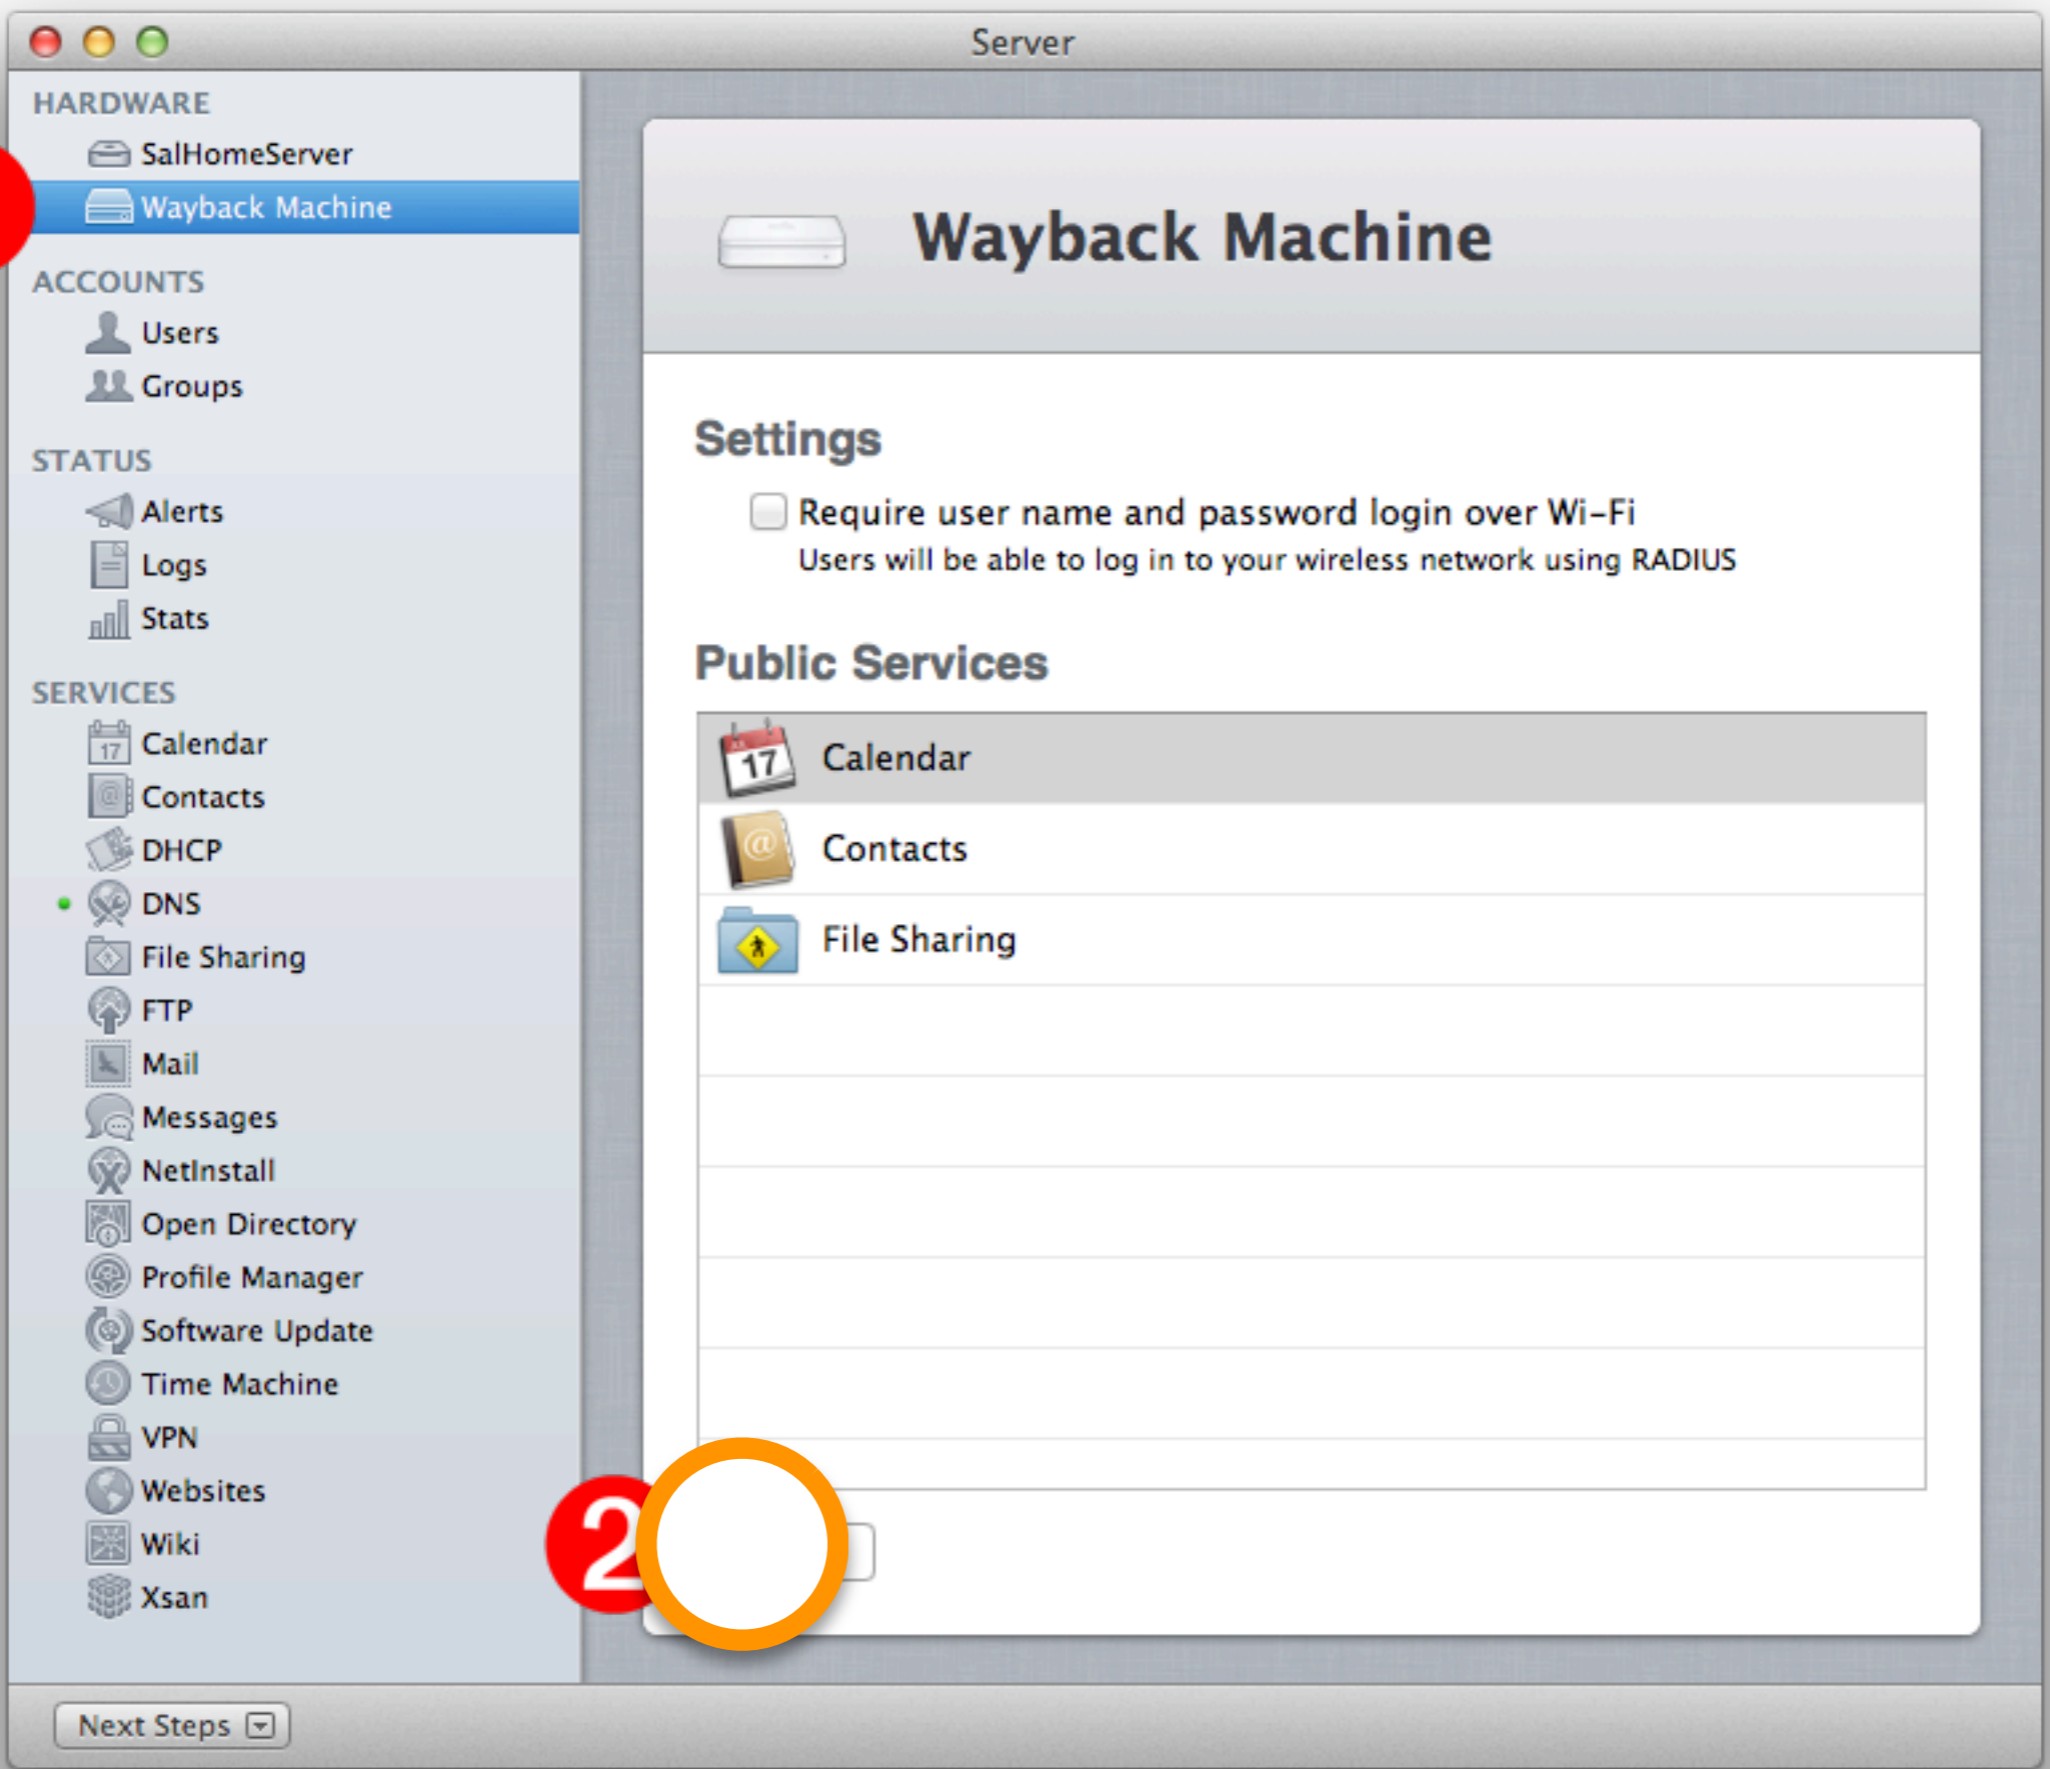 Server
HARDWARE
SalHomeServer
Wayback Machine
ACCOUNTS
Users
Groups
STATUS
Alerts
Logs
Stats
SERVICES
17
Calendar
@
Contacts
DHCP
DNS
File Sharing
FTP
Mail
Messages
NetInstall
Open Directory
Profile Manager
Software Update
Time Machine
VPN
Websites
Wiki
Xsan
Next Steps
Wayback Machine
Settings
Require user name and password login over Wi-Fi
Users will be able to log in to your wireless network using RADIUS
Public Services
17
Calendar
@
Contacts
File Sharing
2